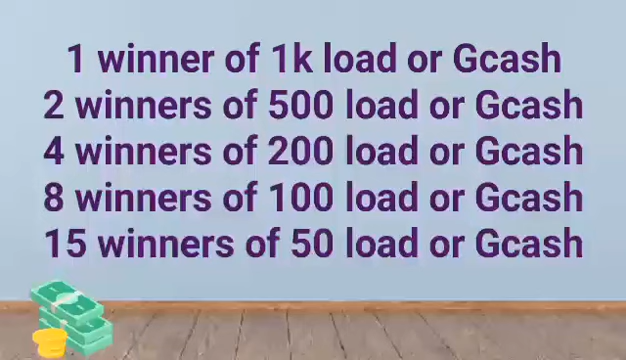 1 winner of 1k load or Gcash
2 winners of 500 load or Gcash
4 winners of 200 load or Gcash
8 winners of 100 load or Gcash
15 winners of 50 load or Gcash